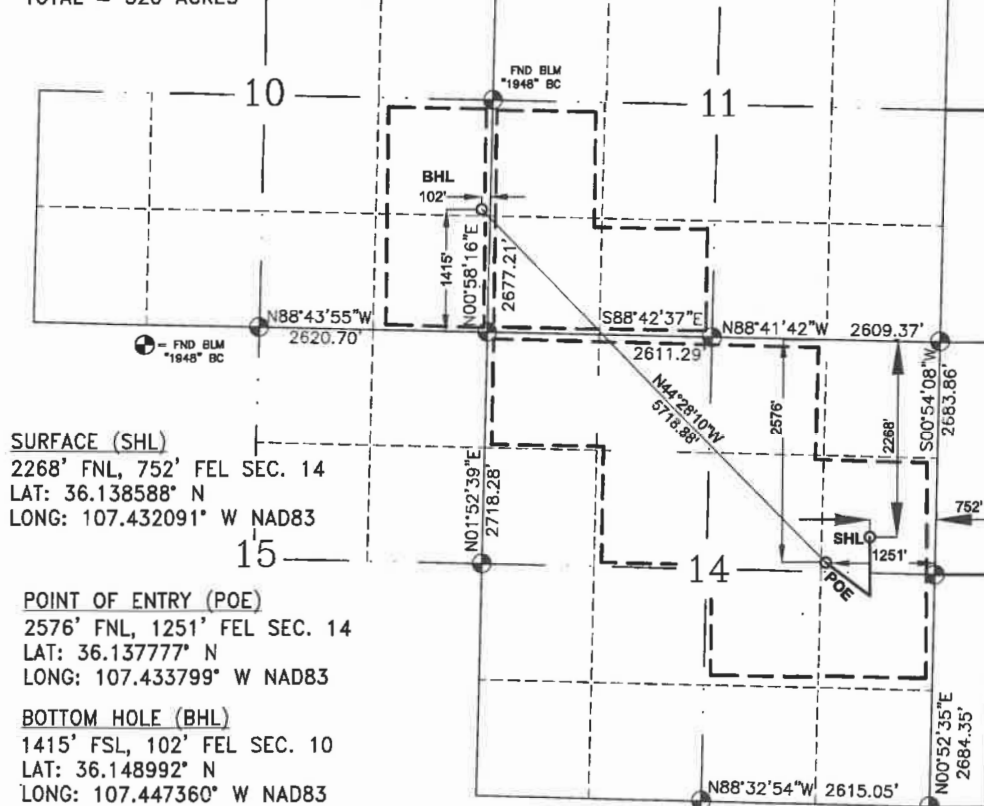 TOTAL = 320 ACRES
10
FND BLM
"1948" BC
11
BHL
102'
1415'
N00°58'16"E
2677.21'
N88°43'55"W
2620.70'
S88°42'37"E
2611.29'
N88°41'42"W 2609.37'
= FND BLM
"1948" BC
N44°28'10"W
5718.88'
2576'
2268'
S00°54'08"W
2683.86'
SURFACE (SHL)
2268' FNL, 752' FEL SEC. 14
LAT: 36.138588° N
LONG: 107.432091° W NAD83
N01°52'39"E
2718.28'
752'
SHL
1251'
15
14
POE
POINT OF ENTRY (POE)
2576' FNL, 1251' FEL SEC. 14
LAT: 36.137777° N
LONG: 107.433799° W NAD83
BOTTOM HOLE (BHL)
1415' FSL, 102' FEL SEC. 10
LAT: 36.148992° N
LONG: 107.447360° W NAD83
N88°32'54"W 2615.05'
N00°52'35"E
2684.35'